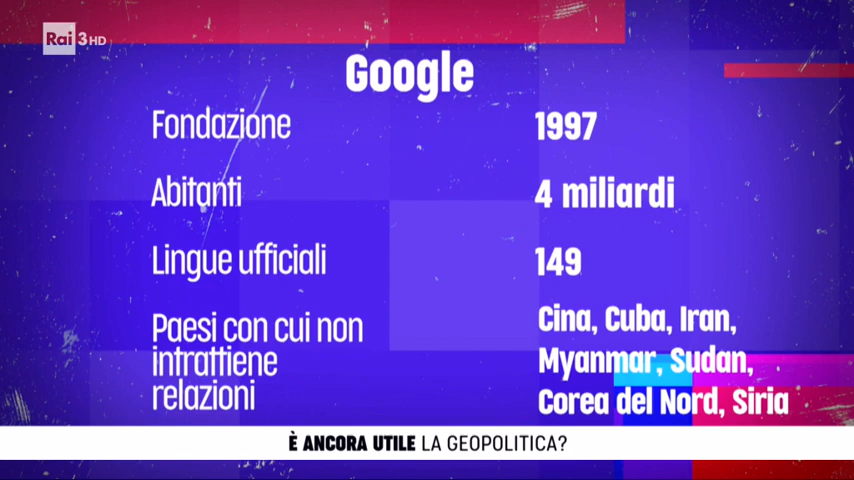 Rai 3HD
Google
Fondazione 1997
Abitanti 4 miliardi
Lingue ufficiali 149
Paesi con cui non
intrattiene
relazioni
Cina, Cuba, Iran,
Myanmar, Sudan,
Corea del Nord, Siria
È ANCORA UTILE LA GEOPOLITICA?